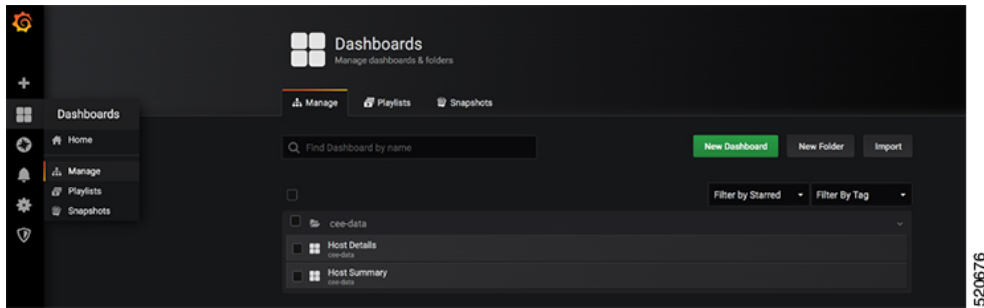 Dashboards
Manage dashboards & folders
Manage Playlists Snapshots
Dashboards
Home
Manage
Playlists
Snapshots
Find Dashboard by name
New Dashboard New Folder Import
Filter by Starred Filter By Tag
cee-data
Host Details
cee-data
Host Summary
cee-data
520676